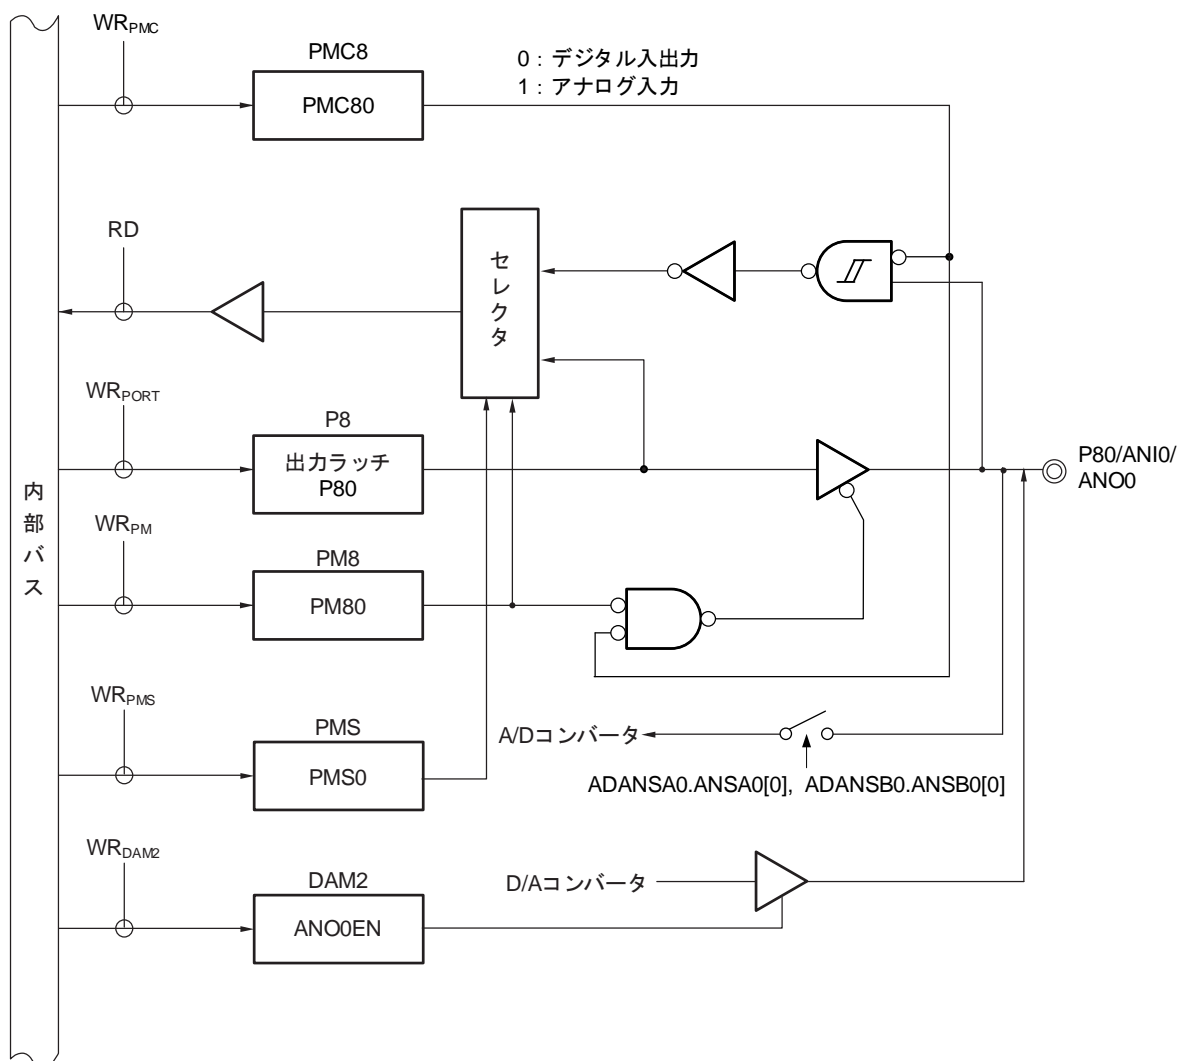 WRPMC
PMC8
PMC80
0：デジタル入出力
1：アナログ入力
RD
セレクタ
WRPORT
P8
出力ラッチ
P80
P80/ANI0/
ANO0
内部バス
WRPM
PM8
PM80
WRPMS
PMS
PMS0
A/Dコンバータ
ADANSA0.ANSA0[0], ADANSB0.ANSB0[0]
WRDAM2
DAM2
ANO0EN
D/Aコンバータ